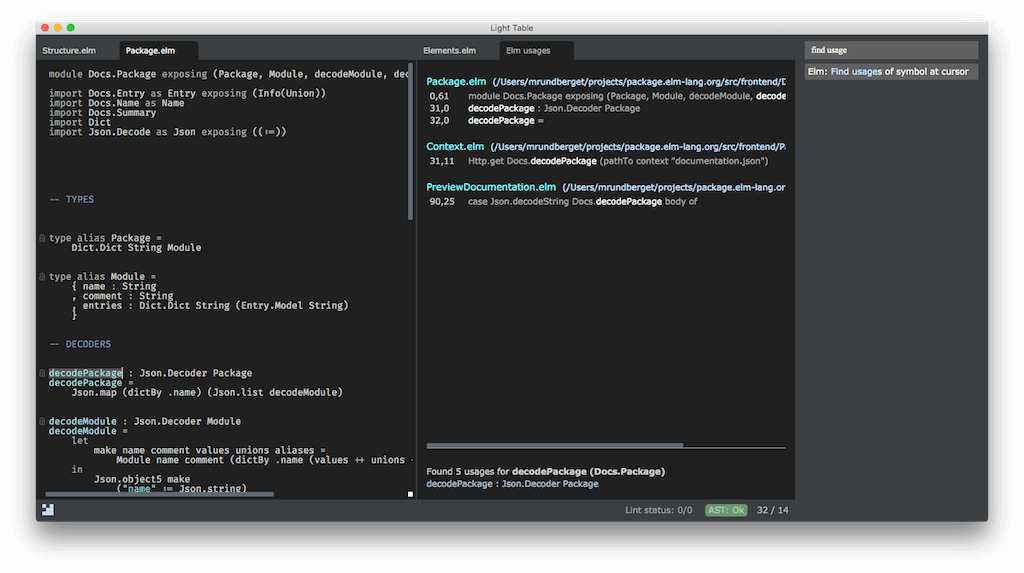 Light Table
Structure.elm
Package.elm
Elements.elm
Elm usages
find usage
Elm: Find usages of symbol at cursor
module Docs.Package exposing (Package, Module, decodeModule, dec
import Docs.Entry as Entry exposing (Info(Union))
import Docs.Name as Name
import Docs.Summary
import Dict
import Json.Decode as Json exposing ((:=))
-- TYPES
type alias Package =
Dict.Dict String Module
type alias Module =
{ name : String
, comment : String
, entries : Dict.Dict String (Entry.Model String)
}
-- DECODERS
decodePackage : Json.Decoder Package
decodePackage =
Json.map (dictBy .name) (Json.list decodeModule)
decodeModule : Json.Decoder Module
decodeModule =
let
make name comment values unions aliases =
Module name comment (dictBy .name (values ++ unions
in
Json.object5 make
("name" := Json.string)
Package.elm (/Users/mrundberget/projects/package.elm-lang.org/src/frontend/D
0,61 module Docs.Package exposing (Package, Module, decodeModule, decode
31,0 decodePackage : Json.Decoder Package
32,0 decodePackage =
Context.elm (/Users/mrundberget/projects/package.elm-lang.org/src/frontend/Pa
31,11 Http.get Docs.decodePackage (pathTo context "documentation.json")
PreviewDocumentation.elm (/Users/mrundberget/projects/package.elm-lang.or
90,25 case Json.decodeString Docs.decodePackage body of
Found 5 usages for decodePackage (Docs.Package)
decodePackage : Json.Decoder Package
Lint status: 0/0 AST: Ok 32 / 14